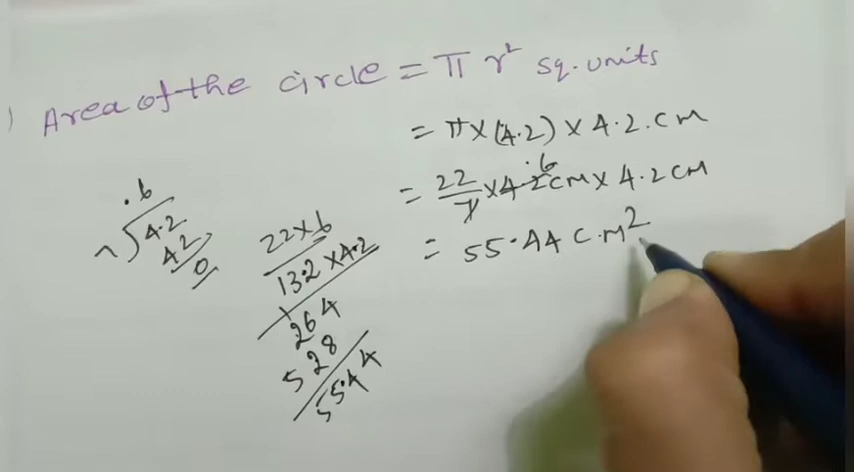 ) Area of the circle = π r² sq. units
= π × (4.2) × 4.2 . cm
= 22/7 × 4.2 cm × 4.2 cm
.6
= 55.44 c.m²
.6
7) 4.2
42
0
22 × 6
13.2 × 4.2
264
528
55.44